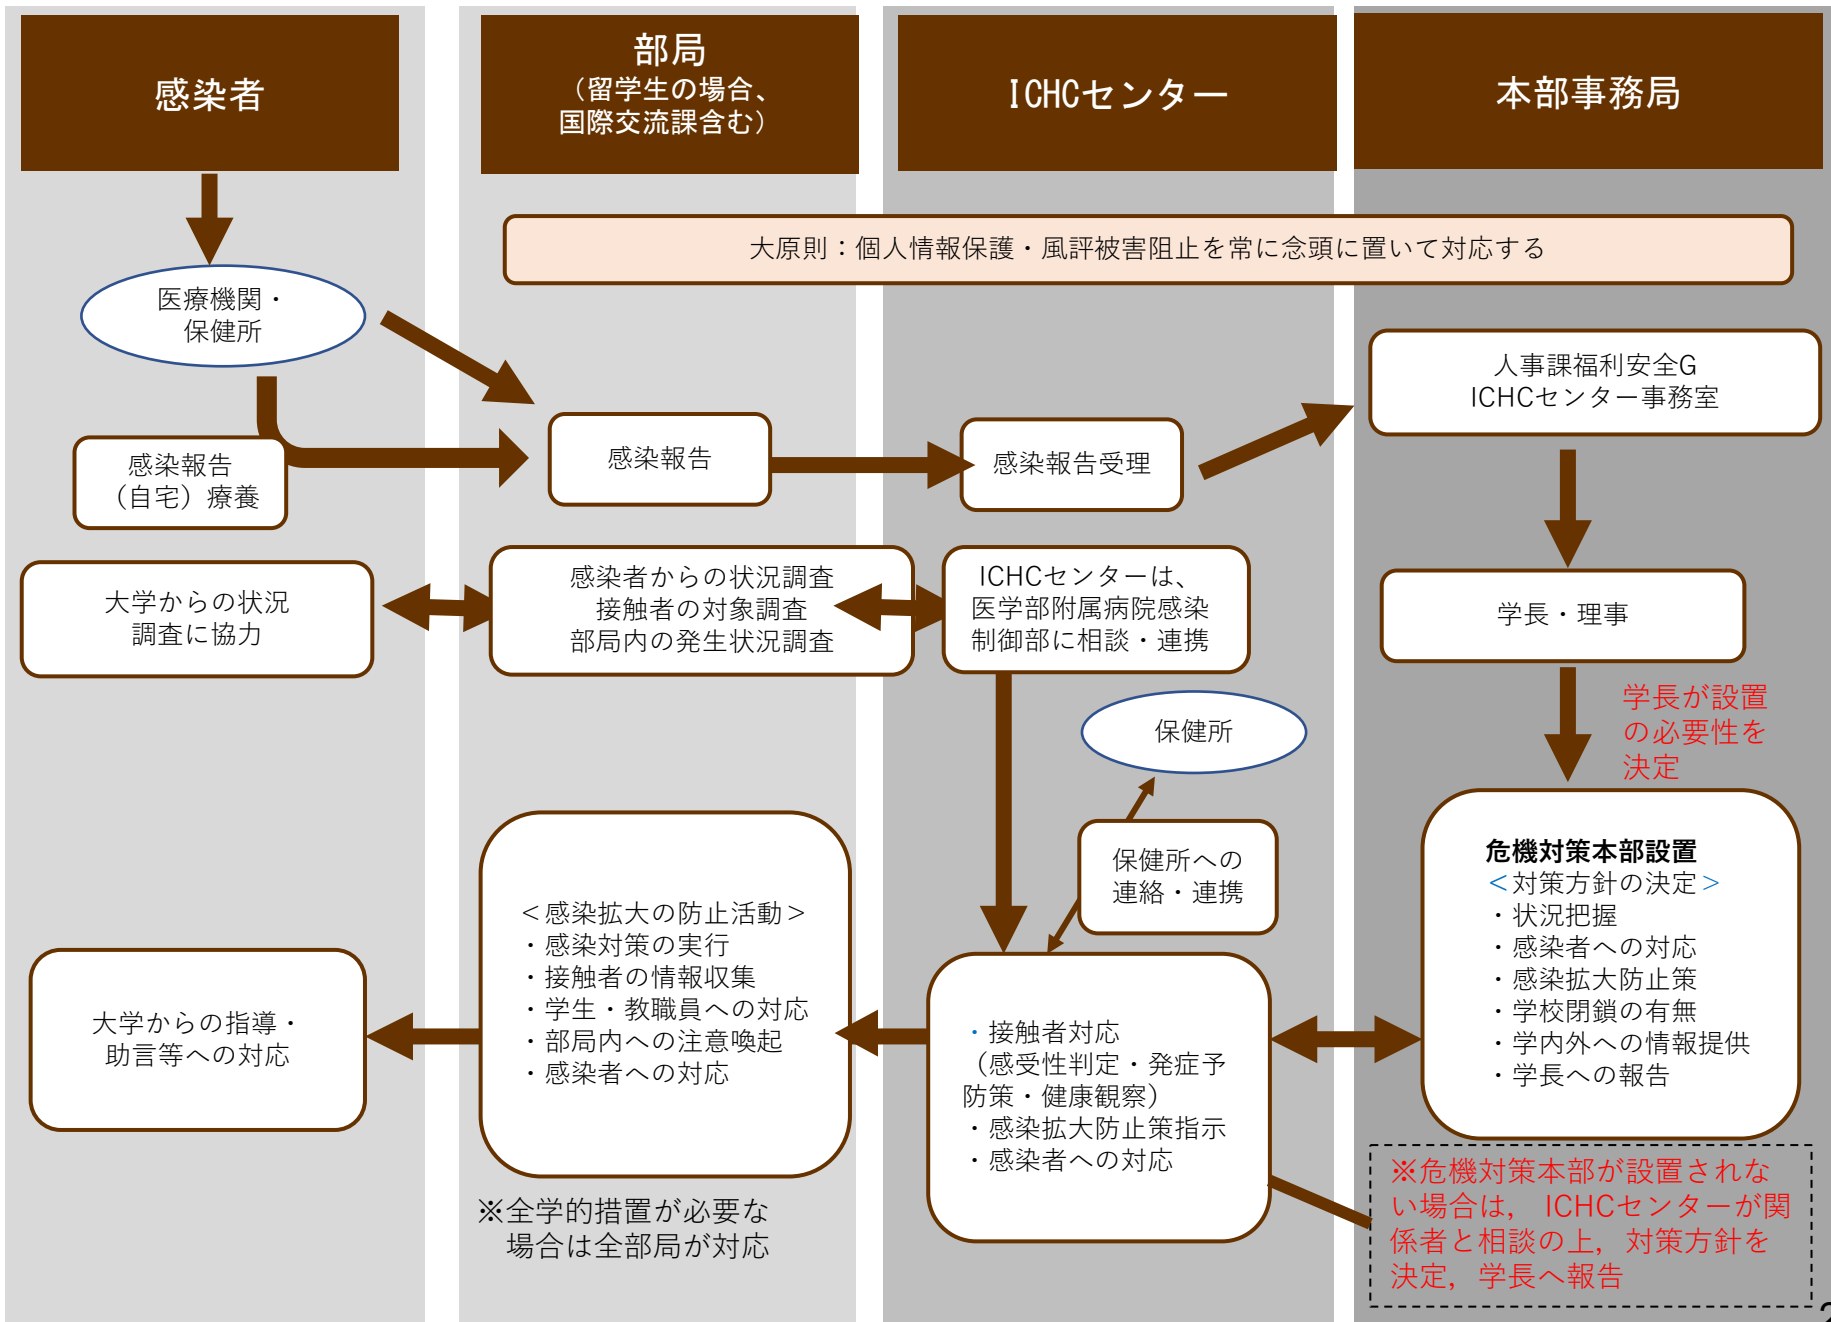 感染者
部局
（留学生の場合、
国際交流課含む）
ICHCセンター
本部事務局
大原則：個人情報保護・風評被害阻止を常に念頭に置いて対応する
医療機関・
保健所
人事課福利安全G
ICHCセンター事務室
感染報告
（自宅）療養
感染報告
感染報告受理
大学からの状況
調査に協力
感染者からの状況調査
接触者の対象調査
部局内の発生状況調査
ICHCセンターは、
医学部附属病院感染
制御部に相談・連携
学長・理事
学長が設置
の必要性を
決定
保健所
保健所への
連絡・連携
危機対策本部設置
＜対策方針の決定＞
・状況把握
・感染者への対応
・感染拡大防止策
・学校閉鎖の有無
・学内外への情報提供
・学長への報告
＜感染拡大の防止活動＞
・感染対策の実行
・接触者の情報収集
・学生・教職員への対応
・部局内への注意喚起
・感染者への対応
大学からの指導・
助言等への対応
・接触者対応
（感受性判定・発症予
防策・健康観察）
・感染拡大防止策指示
・感染者への対応
※全学的措置が必要な
場合は全部局が対応
※危機対策本部が設置されな
い場合は，ICHCセンターが関
係者と相談の上，対策方針を
決定，学長へ報告